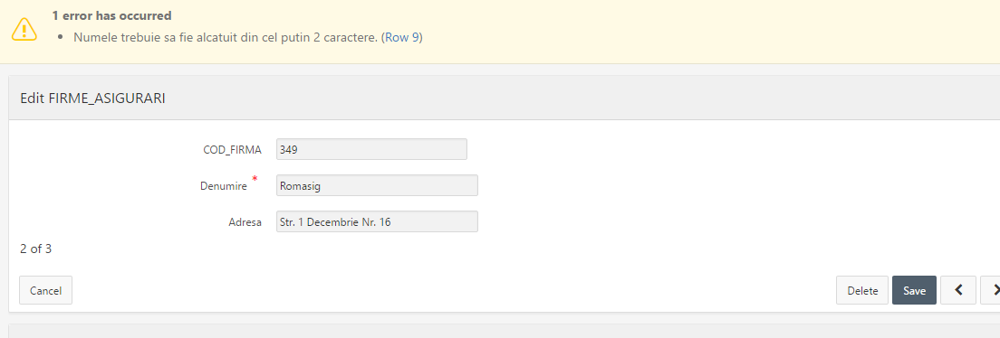 1 error has occurred
• Numele trebuie sa fie alcatuit din cel putin 2 caractere. (Row 9)
Edit FIRME_ASIGURARI
COD_FIRMA 349
Denumire * Romasig
Adresa Str. 1 Decembrie Nr. 16
2 of 3
Cancel Delete Save